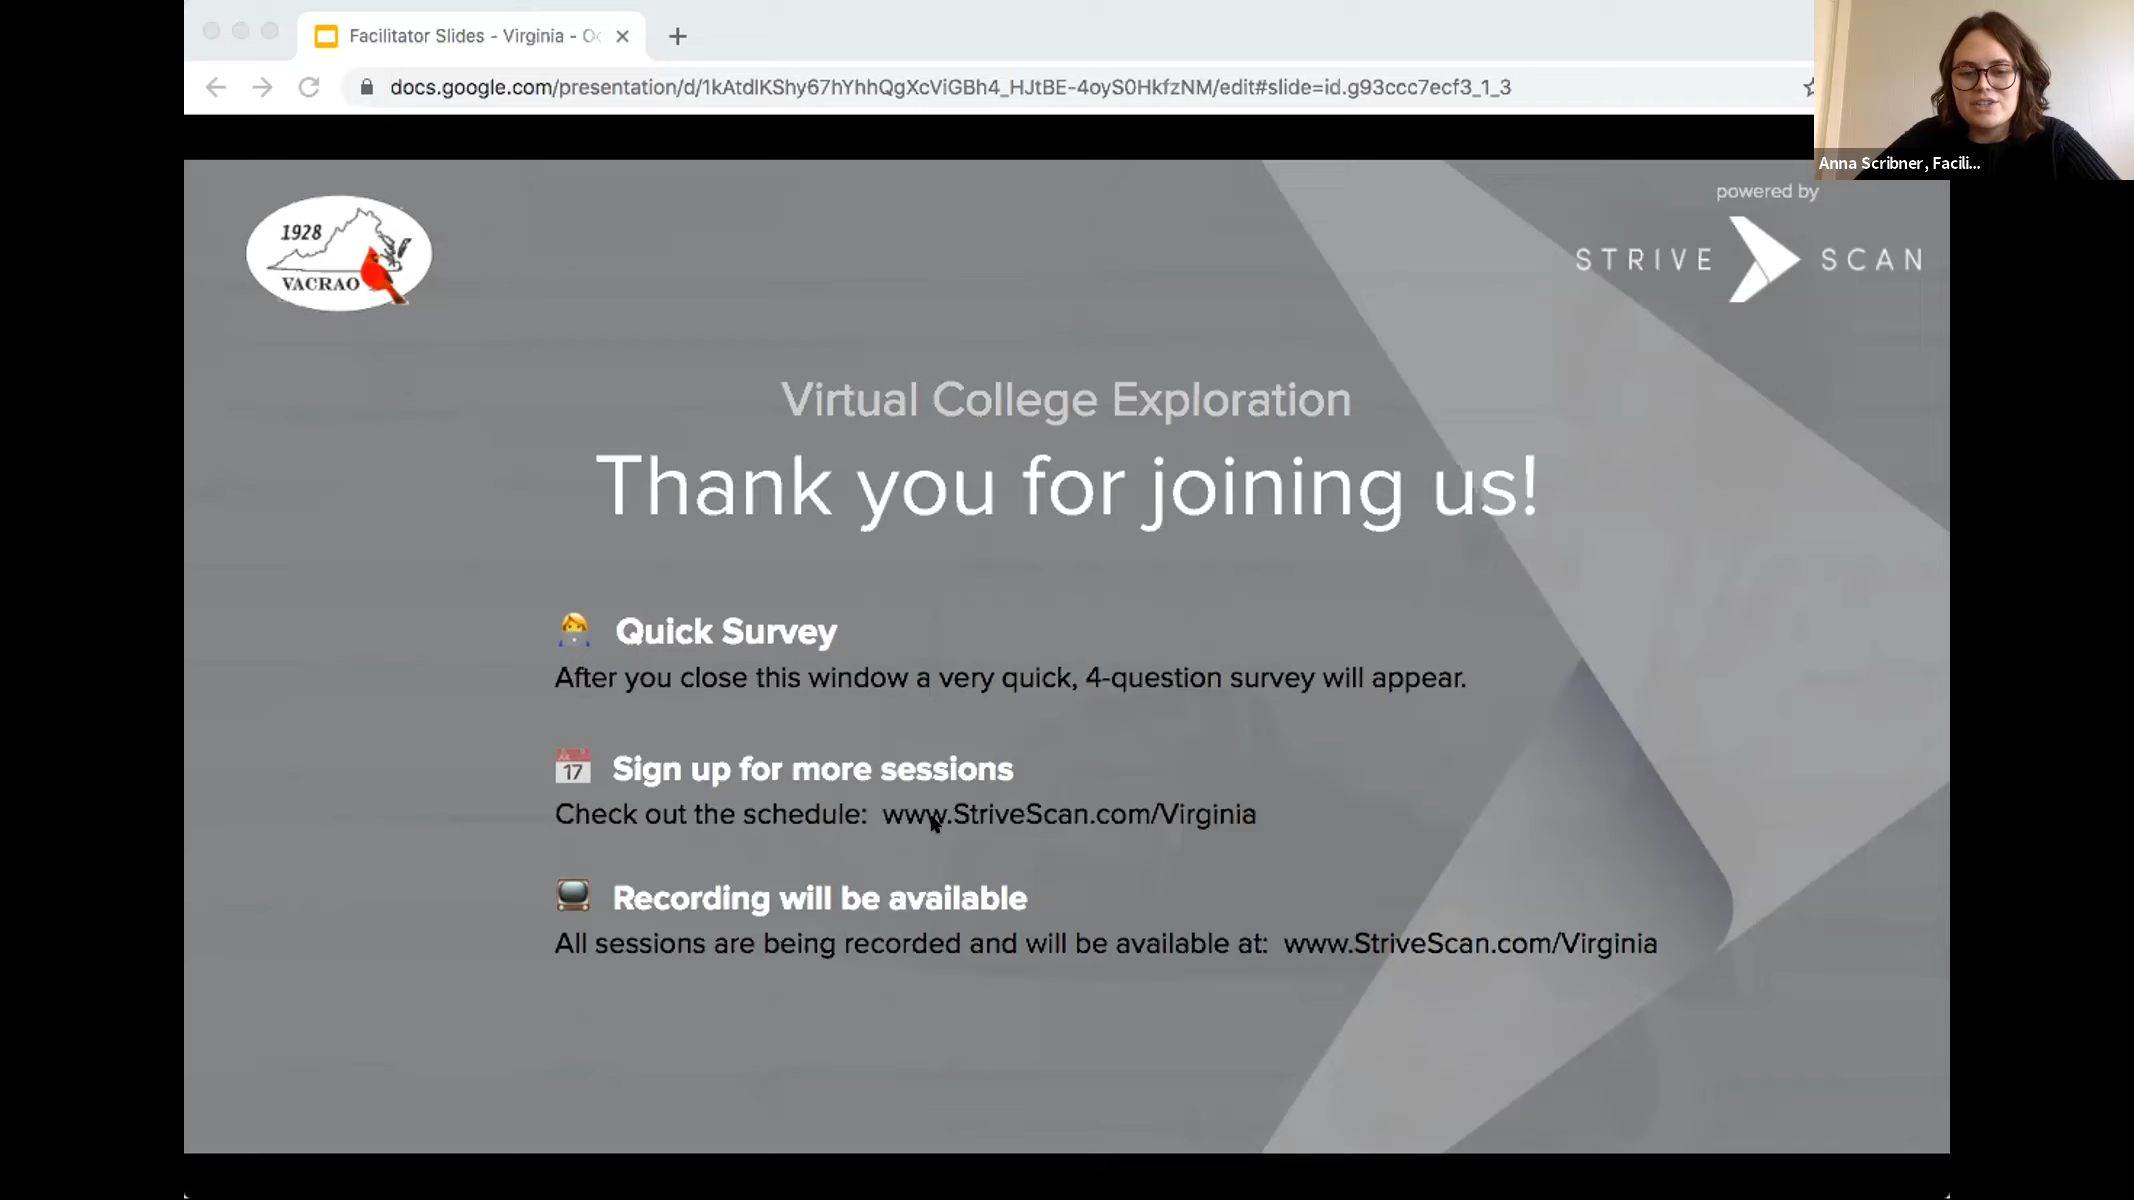 Facilitator Slides - Virginia - Oc
docs.google.com/presentation/d/1kAtdlKShy67hYhhQgXcViGBh4_HJtBE-4oyS0HkfzNM/edit#slide=id.g93ccc7ecf3_1_3
Anna Scribner, Facili...
powered by
STRIVE SCAN
1928
VACRAO
Virtual College Exploration
Thank you for joining us!
Quick Survey
After you close this window a very quick, 4-question survey will appear.
17
Sign up for more sessions
Check out the schedule: www.StriveScan.com/Virginia
Recording will be available
All sessions are being recorded and will be available at: www.StriveScan.com/Virginia